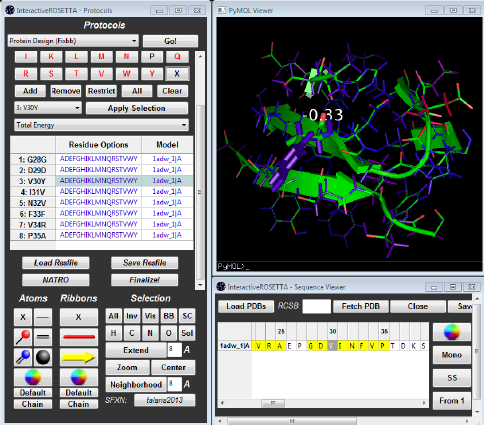 InteractiveROSETTA - Protocols
Protocols
Protein Design (Fixbb)
Go!
I K L M N P Q
R S T V W Y X
Add Remove Restrict All Clear
3: V30Y
Apply Selection
Total Energy
Residue Options Model
1: G28G ADEFGHIKLMNQRSTVWY 1adw_1|A
2: D29D ADEFGHIKLMNQRSTVWY 1adw_1|A
3: V30Y ADEFGHIKLMNQRSTVWY 1adw_1|A
4: I31V ADEFGHIKLMNQRSTVWY 1adw_1|A
5: N32V ADEFGHIKLMNQRSTVWY 1adw_1|A
6: F33F ADEFGHIKLMNQRSTVWY 1adw_1|A
7: V34R ADEFGHIKLMNQRSTVWY 1adw_1|A
8: P35A ADEFGHIKLMNQRSTVWY 1adw_1|A
Load Resfile Save Resfile
NATRO Finalize!
Atoms Ribbons Selection
X X All Inv Vis BB SC
H C N O Sol
Extend 8 A
Zoom Center
Neighborhood 8 A
Default Default
Chain Chain
SFXN: talaris2013
PyMOL Viewer
-0.33
PyMOL>_
InteractiveROSETTA - Sequence Viewer
Load PDBs RCSB: Fetch PDB Close Save
25 30 35
1adw_1|A V R A E P G D V I N F V P T D K S
Mono
SS
From 1